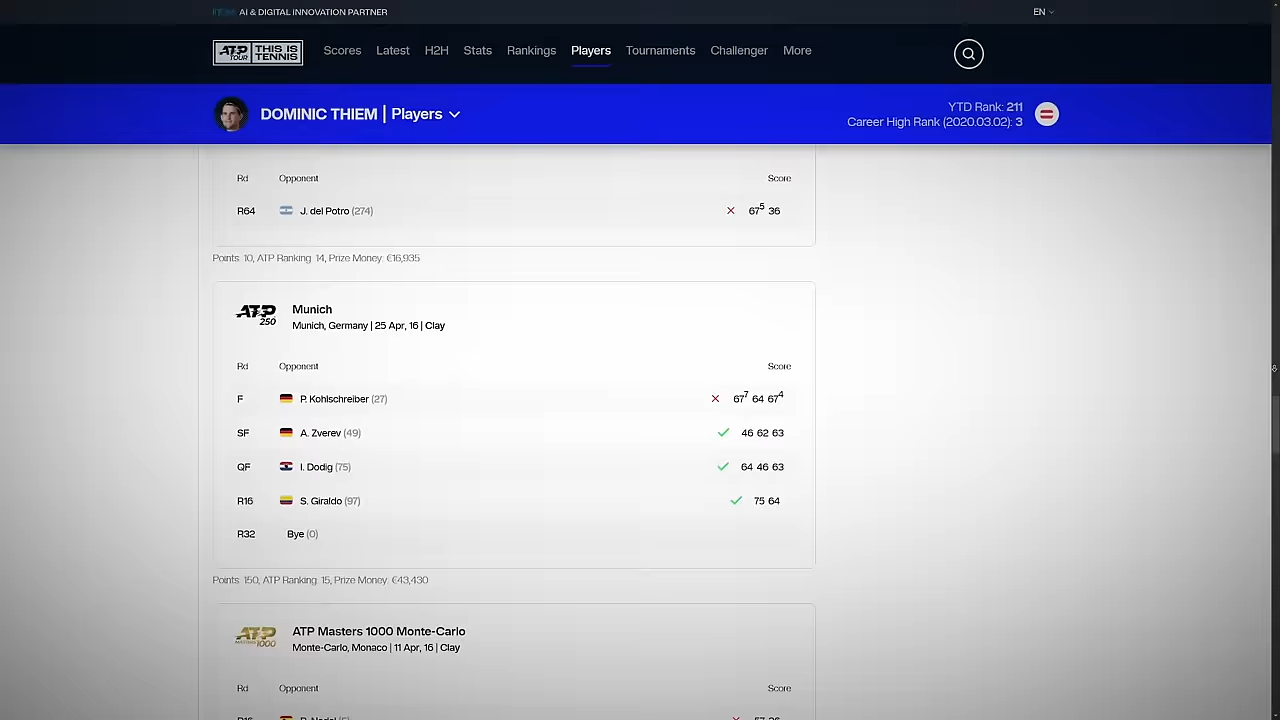 AI & DIGITAL INNOVATION PARTNER
EN
ATP TOUR THIS IS TENNIS
Scores Latest H2H Stats Rankings Players Tournaments Challenger More
DOMINIC THIEM | Players
YTD Rank: 211
Career High Rank (2020.03.02): 3
Rd Opponent Score
R64 J. del Potro (274) 67⁵ 36
Points: 10, ATP Ranking: 14, Prize Money: €16,935
ATP 250
Munich
Munich, Germany | 25 Apr, 16 | Clay
Rd Opponent Score
F P. Kohlschreiber (27) 67⁷ 64 67⁴
SF A. Zverev (49) 46 62 63
QF I. Dodig (75) 64 46 63
R16 S. Giraldo (97) 75 64
R32 Bye (0)
Points: 150, ATP Ranking: 15, Prize Money: €43,430
ATP MASTERS 1000
ATP Masters 1000 Monte-Carlo
Monte-Carlo, Monaco | 11 Apr, 16 | Clay
Rd Opponent Score